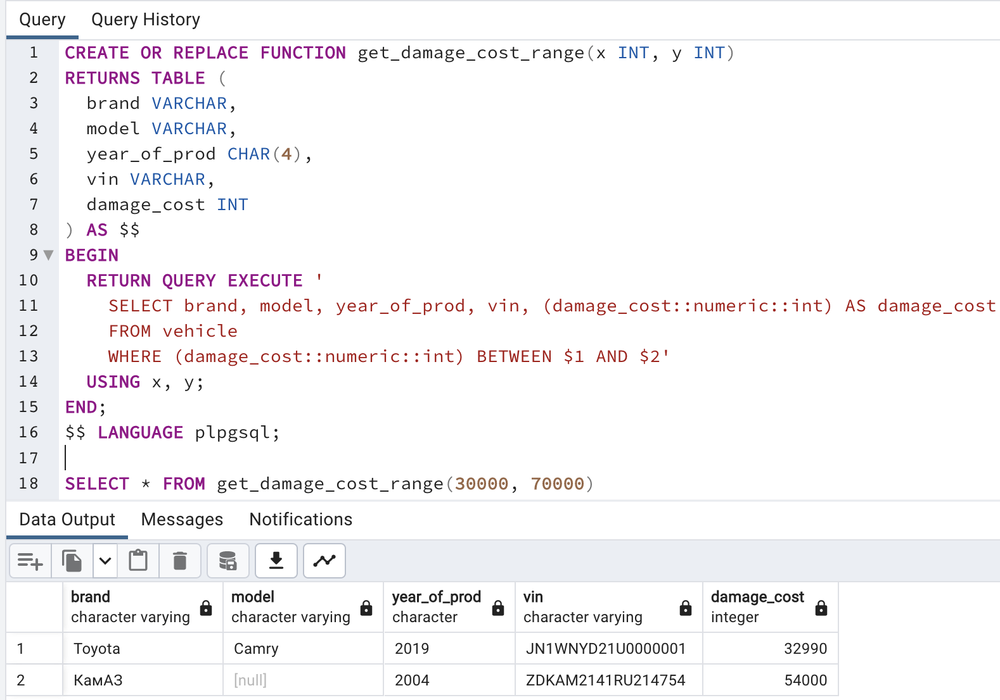 Query Query History
1 CREATE OR REPLACE FUNCTION get_damage_cost_range(x INT, y INT)
2 RETURNS TABLE (
3 brand VARCHAR,
4 model VARCHAR,
5 year_of_prod CHAR(4),
6 vin VARCHAR,
7 damage_cost INT
8 ) AS $$
9 BEGIN
10 RETURN QUERY EXECUTE '
11 SELECT brand, model, year_of_prod, vin, (damage_cost::numeric::int) AS damage_cost
12 FROM vehicle
13 WHERE (damage_cost::numeric::int) BETWEEN $1 AND $2'
14 USING x, y;
15 END;
16 $$ LANGUAGE plpgsql;
17
18 SELECT * FROM get_damage_cost_range(30000, 70000)
Data Output Messages Notifications
brand model year_of_prod vin damage_cost
character varying character varying character character varying integer
1 Toyota Camry 2019 JN1WNYD21U0000001 32990
2 КамАЗ [null] 2004 ZDKAM2141RU214754 54000